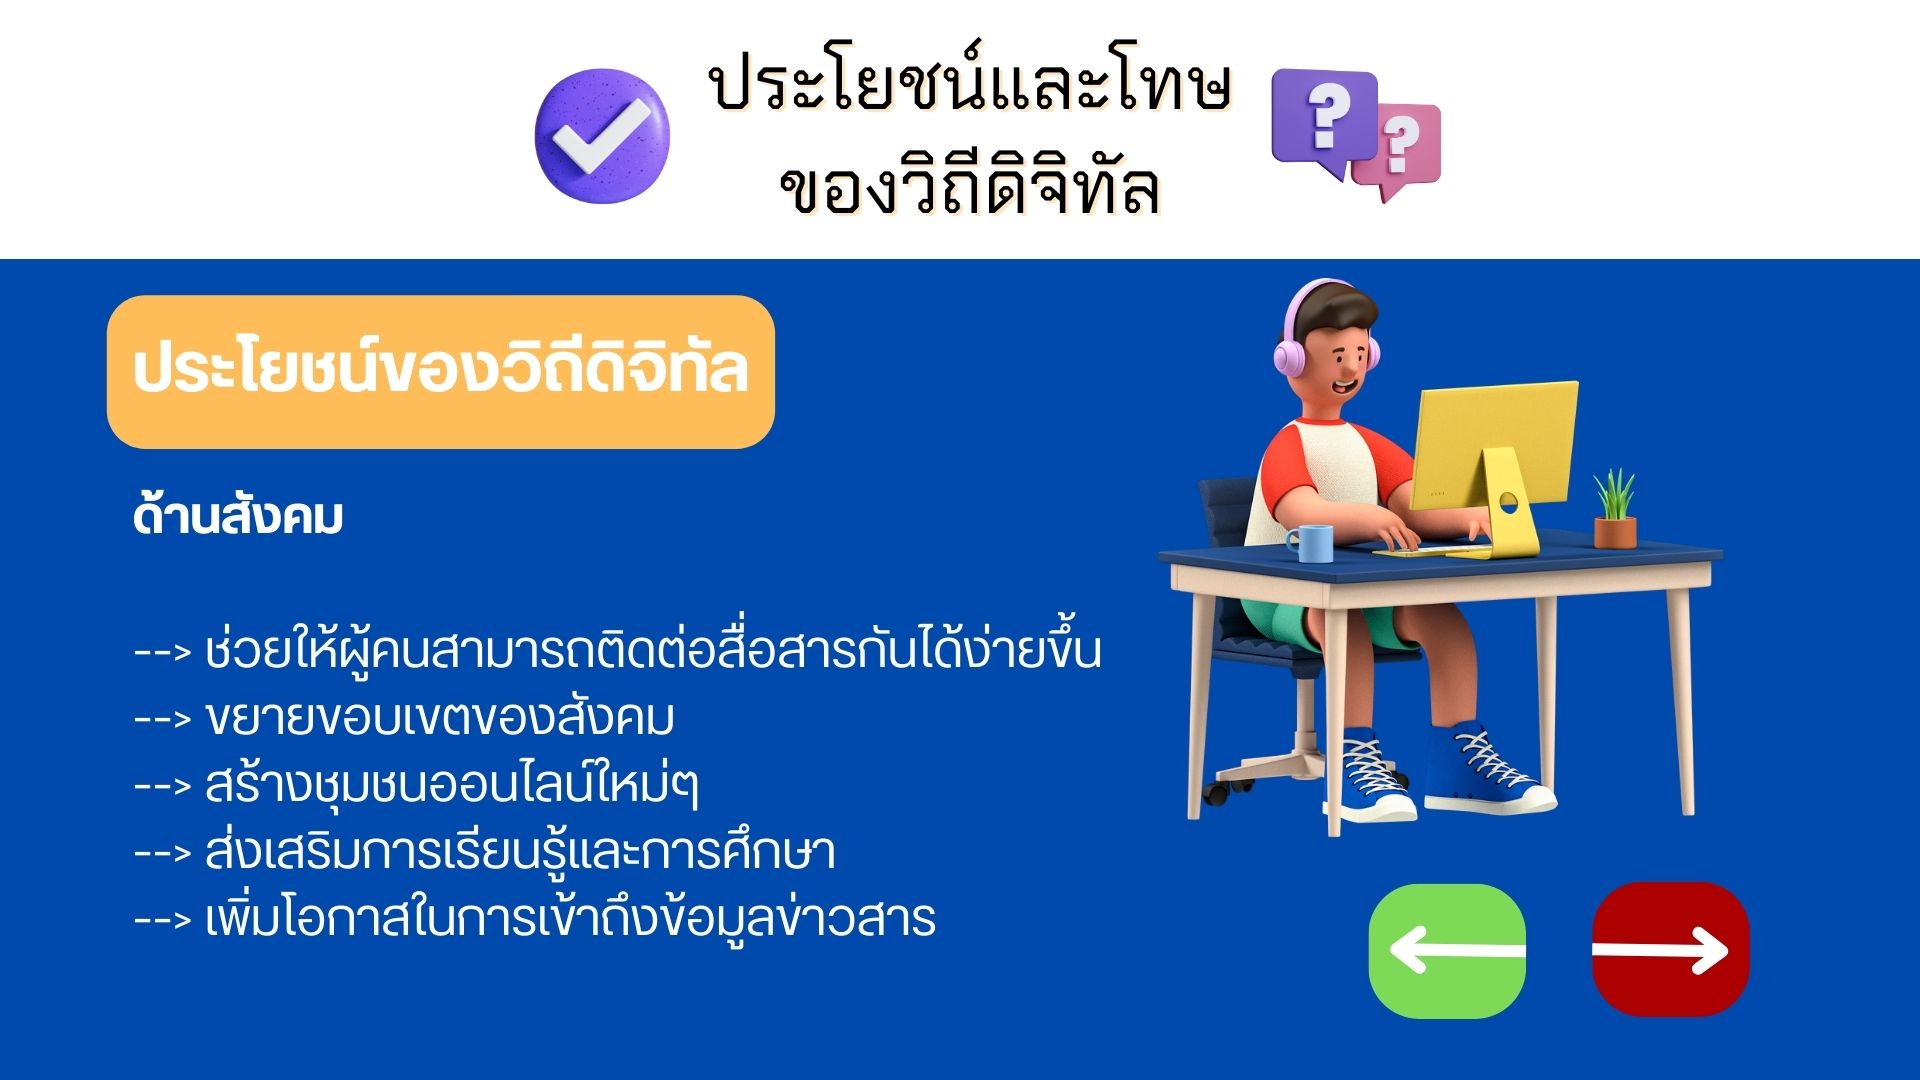 ประโยชน์และโทษ
ของวิถีดิจิทัล
? ?
ประโยชน์ของวิถีดิจิทัล
ด้านสังคม
--> ช่วยให้ผู้คนสามารถติดต่อสื่อสารกันได้ง่ายขึ้น
--> ขยายขอบเขตของสังคม
--> สร้างชุมชนออนไลน์ใหม่ๆ
--> ส่งเสริมการเรียนรู้และการศึกษา
--> เพิ่มโอกาสในการเข้าถึงข้อมูลข่าวสาร